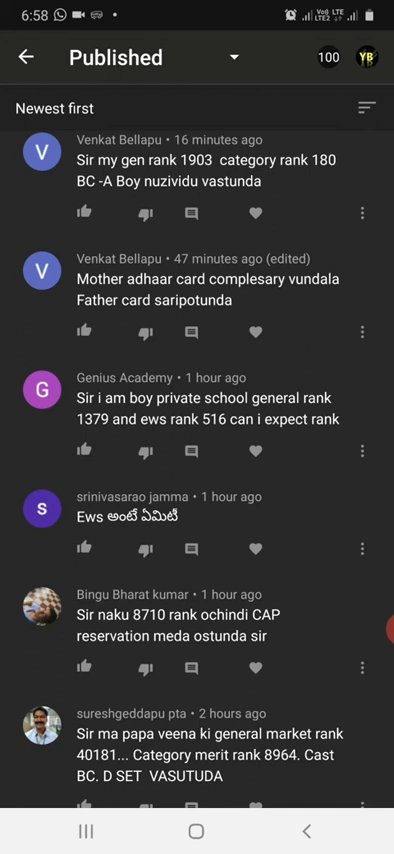 6:58
Vo)) LTE
LTE2
Published
100
YB
Newest first
V
Venkat Bellapu • 16 minutes ago
Sir my gen rank 1903 category rank 180
BC -A Boy nuzividu vastunda
V
Venkat Bellapu • 47 minutes ago (edited)
Mother adhaar card complesary vundala
Father card saripotunda
G
Genius Academy • 1 hour ago
Sir i am boy private school general rank
1379 and ews rank 516 can i expect rank
s
srinivasarao jamma • 1 hour ago
Ews అంటే ఏమిటీ
Bingu Bharat kumar • 1 hour ago
Sir naku 8710 rank ochindi CAP
reservation meda ostunda sir
sureshgeddapu pta • 2 hours ago
Sir ma papa veena ki general market rank
40181... Category merit rank 8964. Cast
BC. D SET VASUTUDA